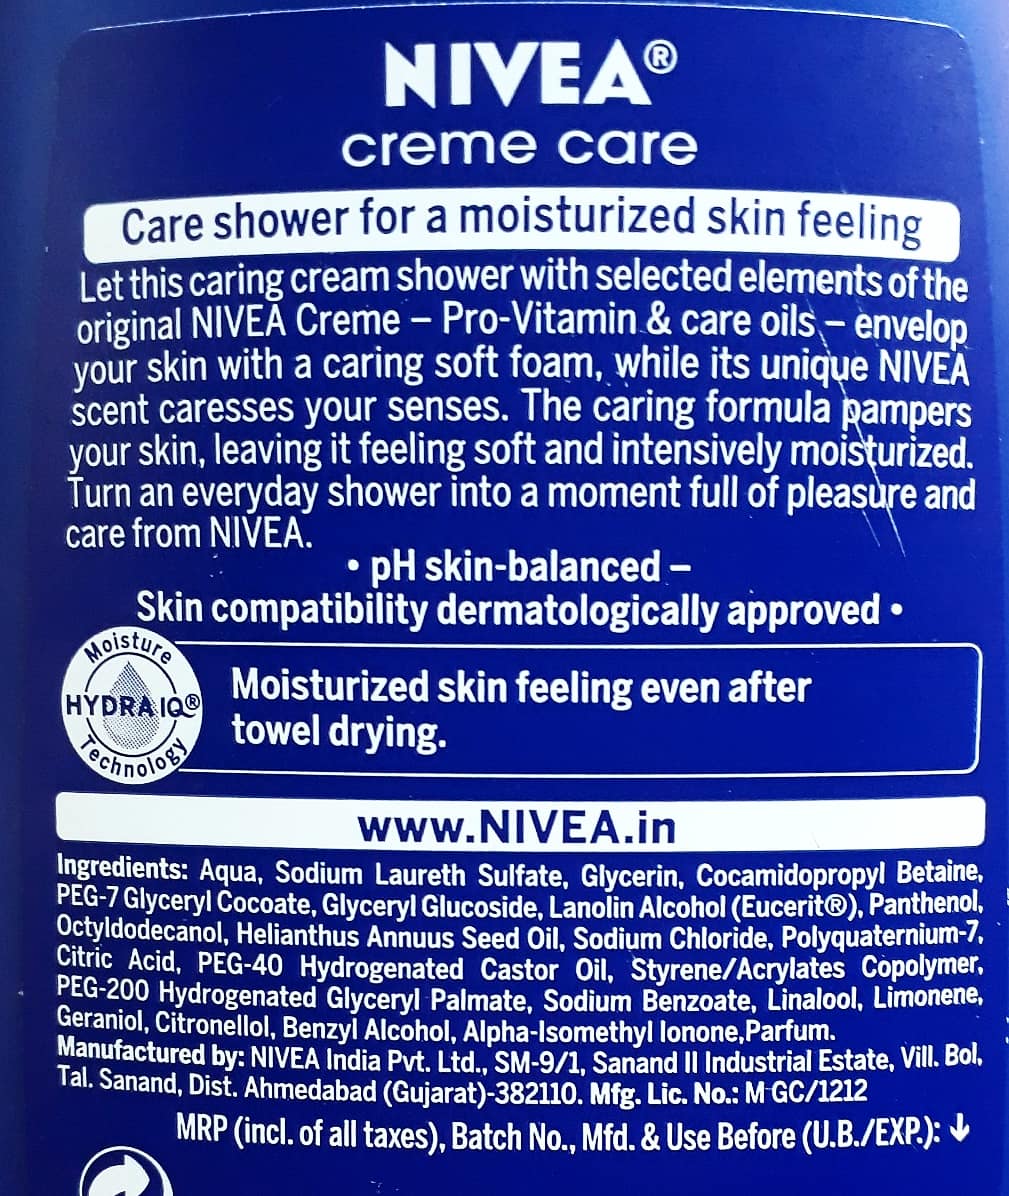 NIVEA®
creme care
Care shower for a moisturized skin feeling
Let this caring cream shower with selected elements of the
original NIVEA Creme – Pro-Vitamin & care oils – envelop
your skin with a caring soft foam, while its unique NIVEA
scent caresses your senses. The caring formula pampers
your skin, leaving it feeling soft and intensively moisturized.
Turn an everyday shower into a moment full of pleasure and
care from NIVEA.
• pH skin-balanced –
Skin compatibility dermatologically approved •
Moisture
HYDRA IQ®
Technology
Moisturized skin feeling even after
towel drying.
www.NIVEA.in
Ingredients: Aqua, Sodium Laureth Sulfate, Glycerin, Cocamidopropyl Betaine,
PEG-7 Glyceryl Cocoate, Glyceryl Glucoside, Lanolin Alcohol (Eucerit®), Panthenol,
Octyldodecanol, Helianthus Annuus Seed Oil, Sodium Chloride, Polyquaternium-7,
Citric Acid, PEG-40 Hydrogenated Castor Oil, Styrene/Acrylates Copolymer,
PEG-200 Hydrogenated Glyceryl Palmate, Sodium Benzoate, Linalool, Limonene,
Geraniol, Citronellol, Benzyl Alcohol, Alpha-Isomethyl Ionone,Parfum.
Manufactured by: NIVEA India Pvt. Ltd., SM-9/1, Sanand II Industrial Estate, Vill. Bol,
Tal. Sanand, Dist. Ahmedabad (Gujarat)-382110. Mfg. Lic. No.: M GC/1212
MRP (incl. of all taxes), Batch No., Mfd. & Use Before (U.B./EXP.): ↓